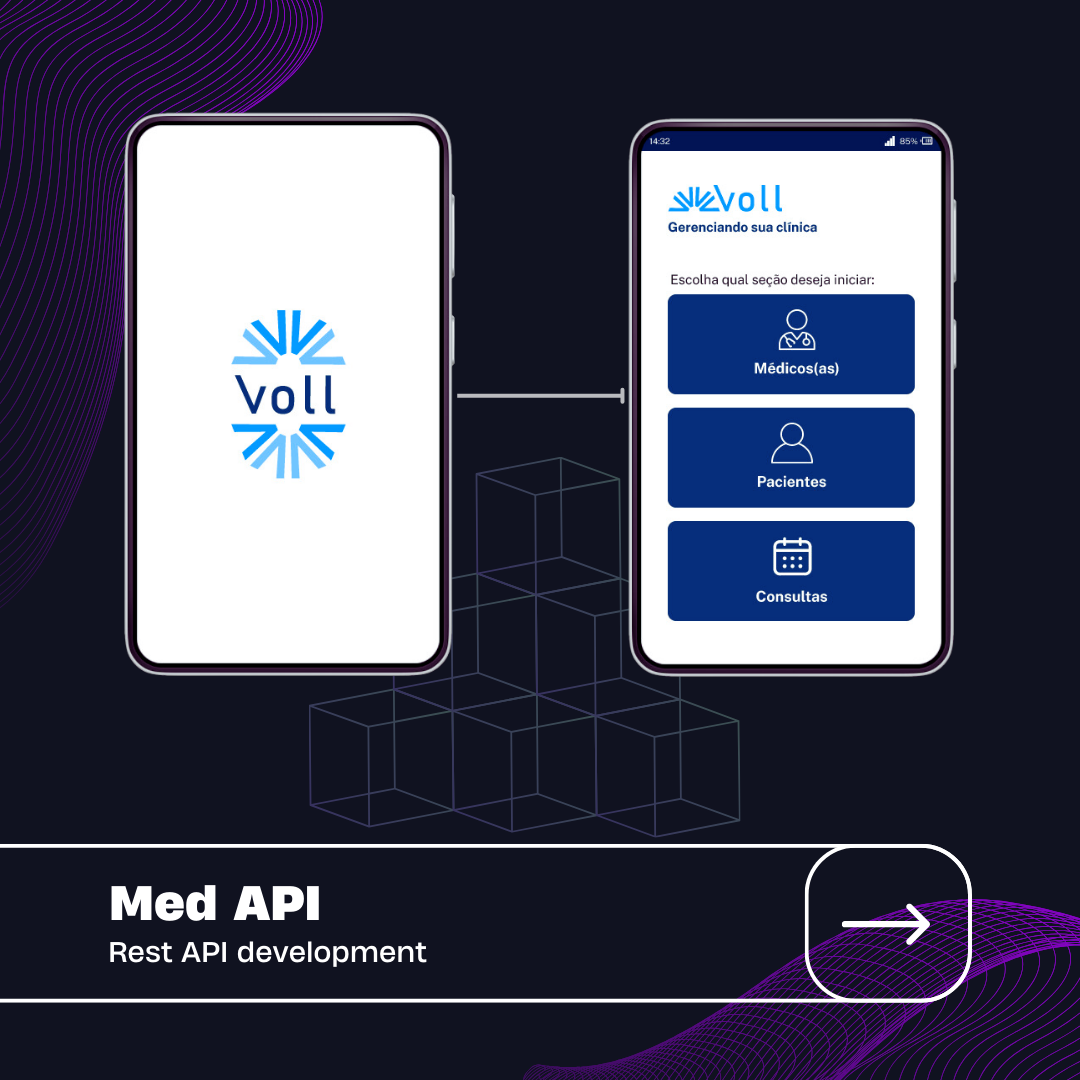 Voll
14:32
85%
Voll
Gerenciando sua clínica
Escolha qual seção deseja iniciar:
Médicos(as)
Pacientes
Consultas
Med API
Rest API development